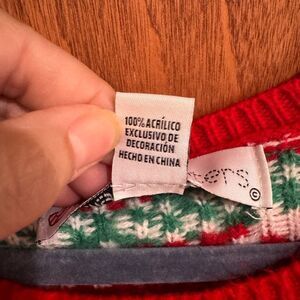 100% ACRÍLICO
EXCLUSIVO DE
DECORACIÓN
HECHO EN CHINA
©